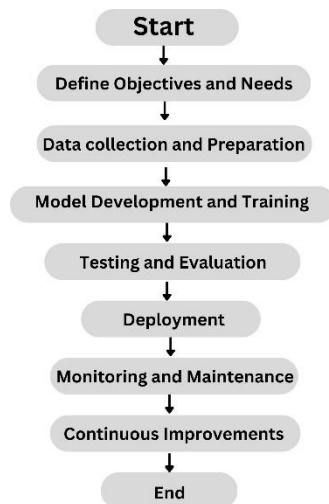 Start
Define Objectives and Needs
Data collection and Preparation
Model Development and Training
Testing and Evaluation
Deployment
Monitoring and Maintenance
Continuous Improvements
End